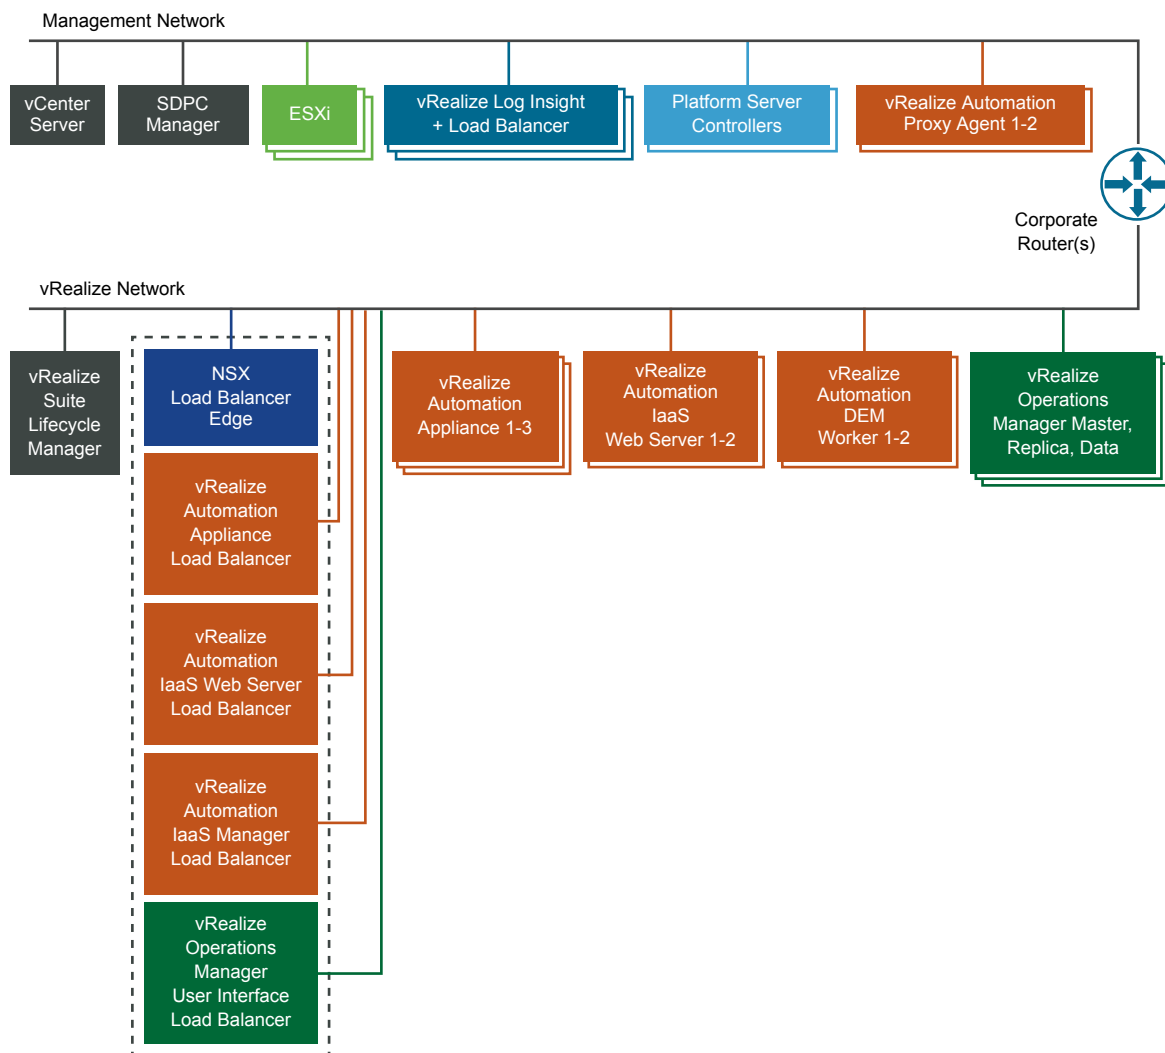 Management Network
vCenter
Server
SDPC
Manager
ESXi
vRealize Log Insight
+ Load Balancer
Platform Server
Controllers
vRealize Automation
Proxy Agent 1-2
Corporate
Router(s)
vRealize Network
vRealize
Suite
Lifecycle
Manager
NSX
Load Balancer
Edge
vRealize
Automation
Appliance
Load Balancer
vRealize
Automation
IaaS Web Server
Load Balancer
vRealize
Automation
IaaS Manager
Load Balancer
vRealize
Operations
Manager
User Interface
Load Balancer
vRealize
Automation
Appliance 1-3
vRealize
Automation
IaaS
Web Server 1-2
vRealize
Automation
DEM
Worker 1-2
vRealize
Operations
Manager Master,
Replica, Data